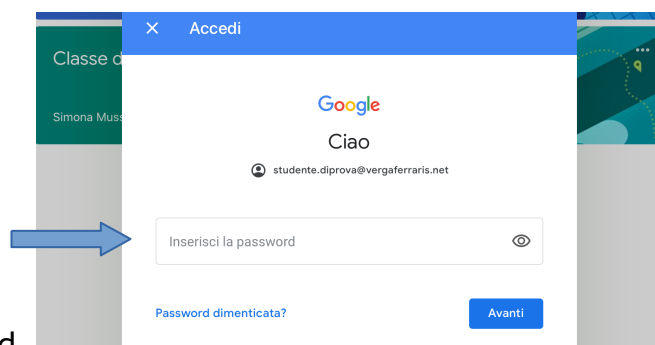 Accedi
Classe d
Simona Muss
Google
Ciao
studente.diprova@vergaferraris.net
Inserisci la password
Password dimenticata?
Avanti
d